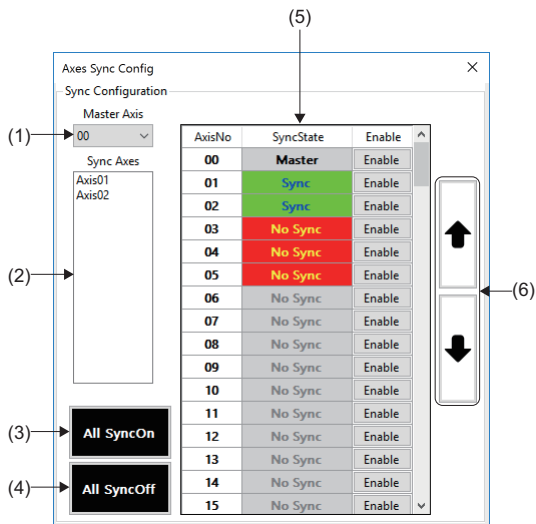 (5)
Axes Sync Config
Sync Configuration
Master Axis
(1)
00
Sync Axes
Axis01
Axis02
(2)
(3)
All SyncOn
(4)
All SyncOff
AxisNo SyncState Enable
00 Master Enable
01 Sync Enable
02 Sync Enable
03 No Sync Enable
04 No Sync Enable
05 No Sync Enable
06 No Sync Enable
07 No Sync Enable
08 No Sync Enable
09 No Sync Enable
10 No Sync Enable
11 No Sync Enable
12 No Sync Enable
13 No Sync Enable
14 No Sync Enable
15 No Sync Enable
(6)